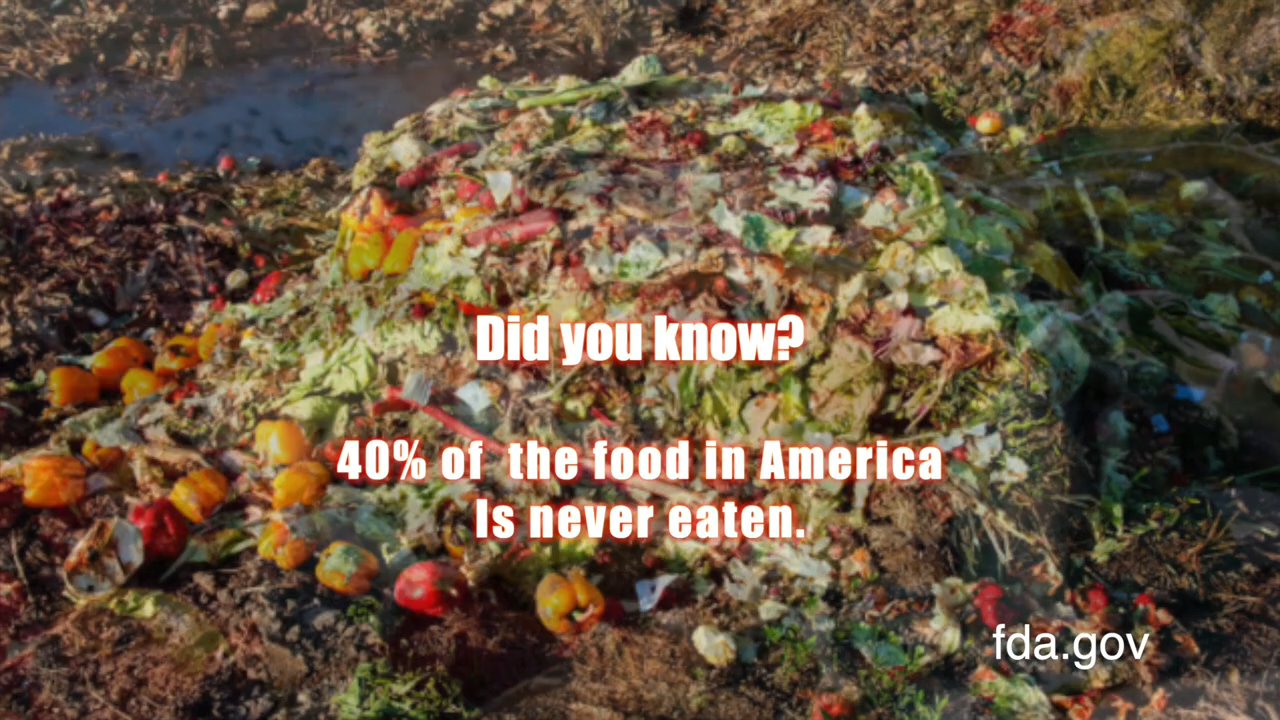 Did you know?
40% of  the food in America
Is never eaten.
fda.gov